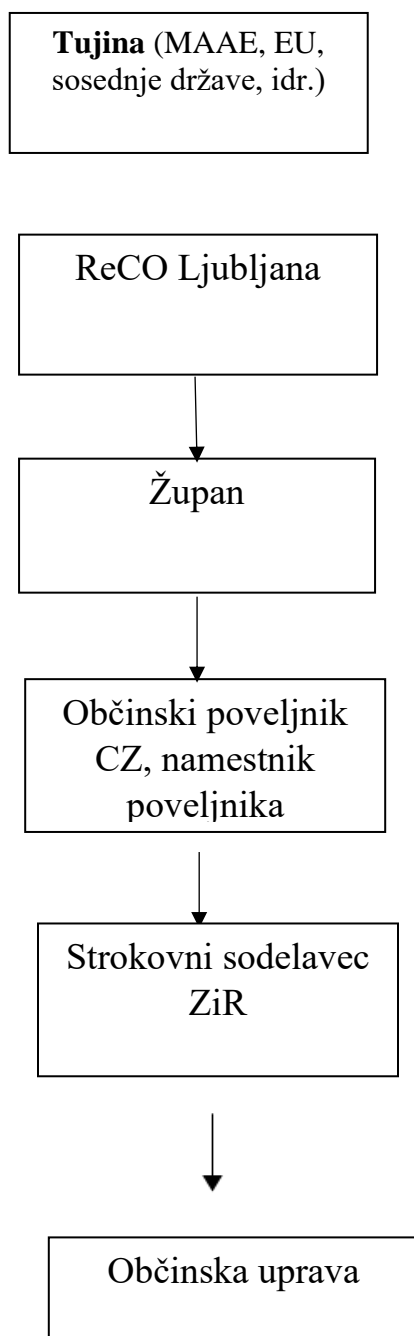 Tujina (MAAE, EU,
sosednje države, idr.)
ReCO Ljubljana
Župan
Občinski poveljnik
CZ, namestnik
poveljnika
Strokovni sodelavec
ZiR
Občinska uprava